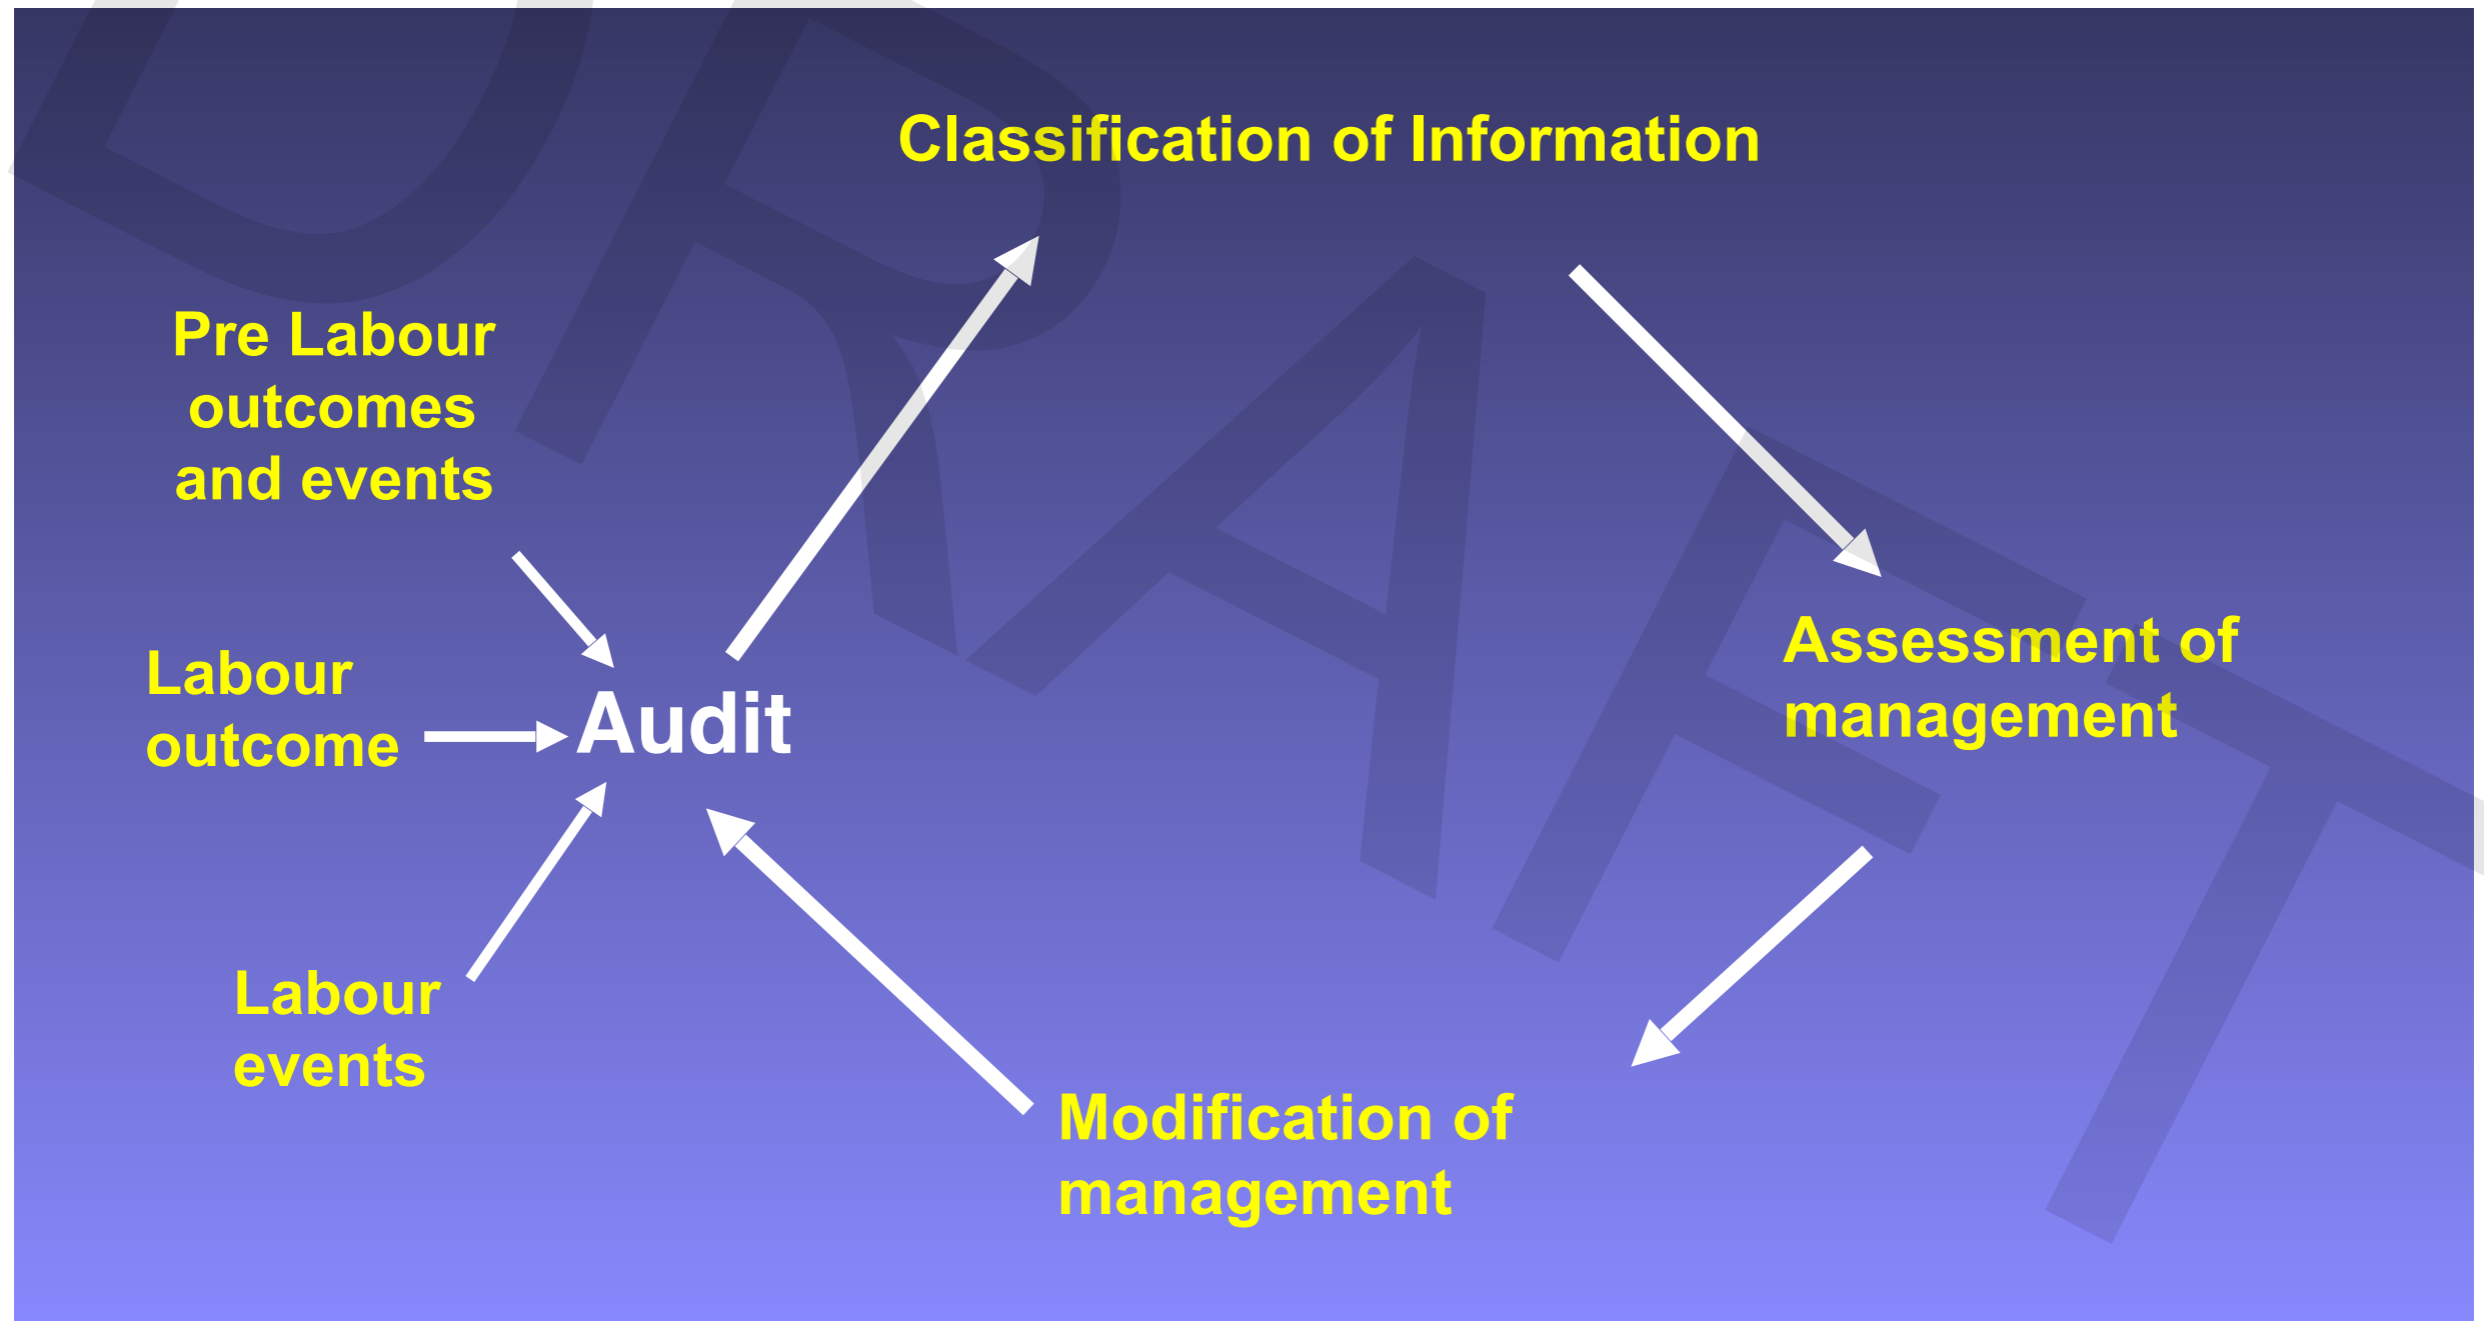 Classification of Information
Pre Labour
outcomes
and events
Labour
outcome
Audit
Assessment of
management
Labour
events
Modification of
management
DRAFT